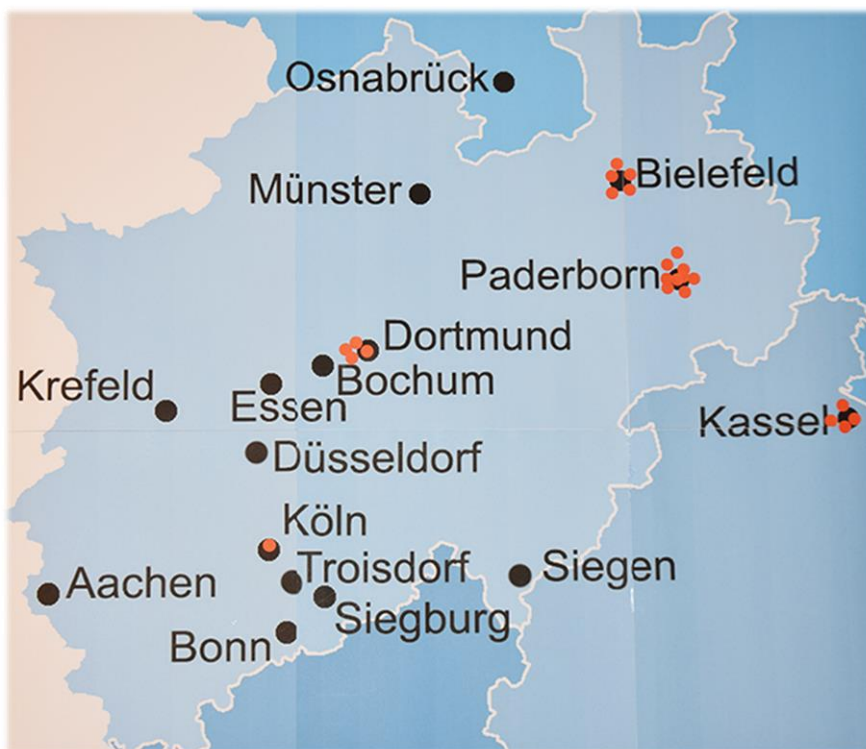 Osnabrück
Münster
Bielefeld
Paderborn
Dortmund
Bochum
Krefeld
Essen
Kassel
Düsseldorf
Köln
Troisdorf
Siegen
Aachen
Siegburg
Bonn